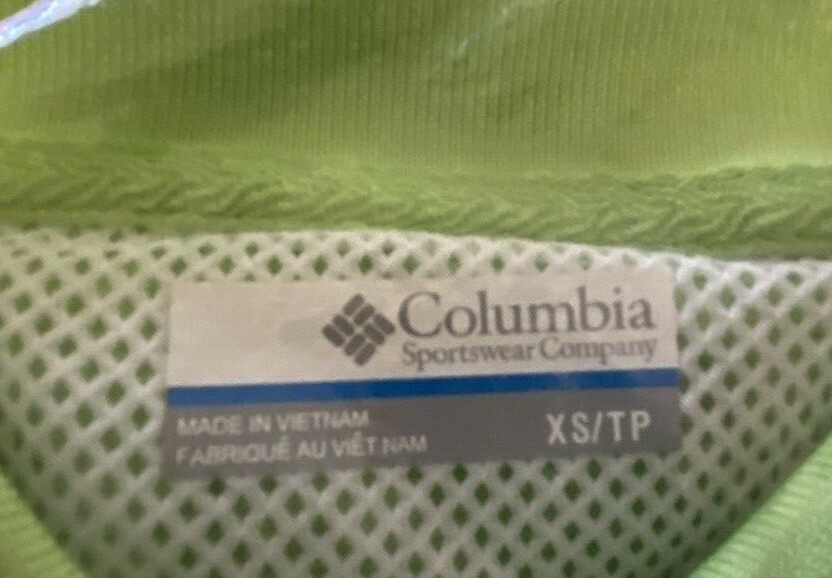 Columbia
Sportswear Company
MADE IN VIETNAM
FABRIQUÉ AU VIÊT NAM
XS/TP